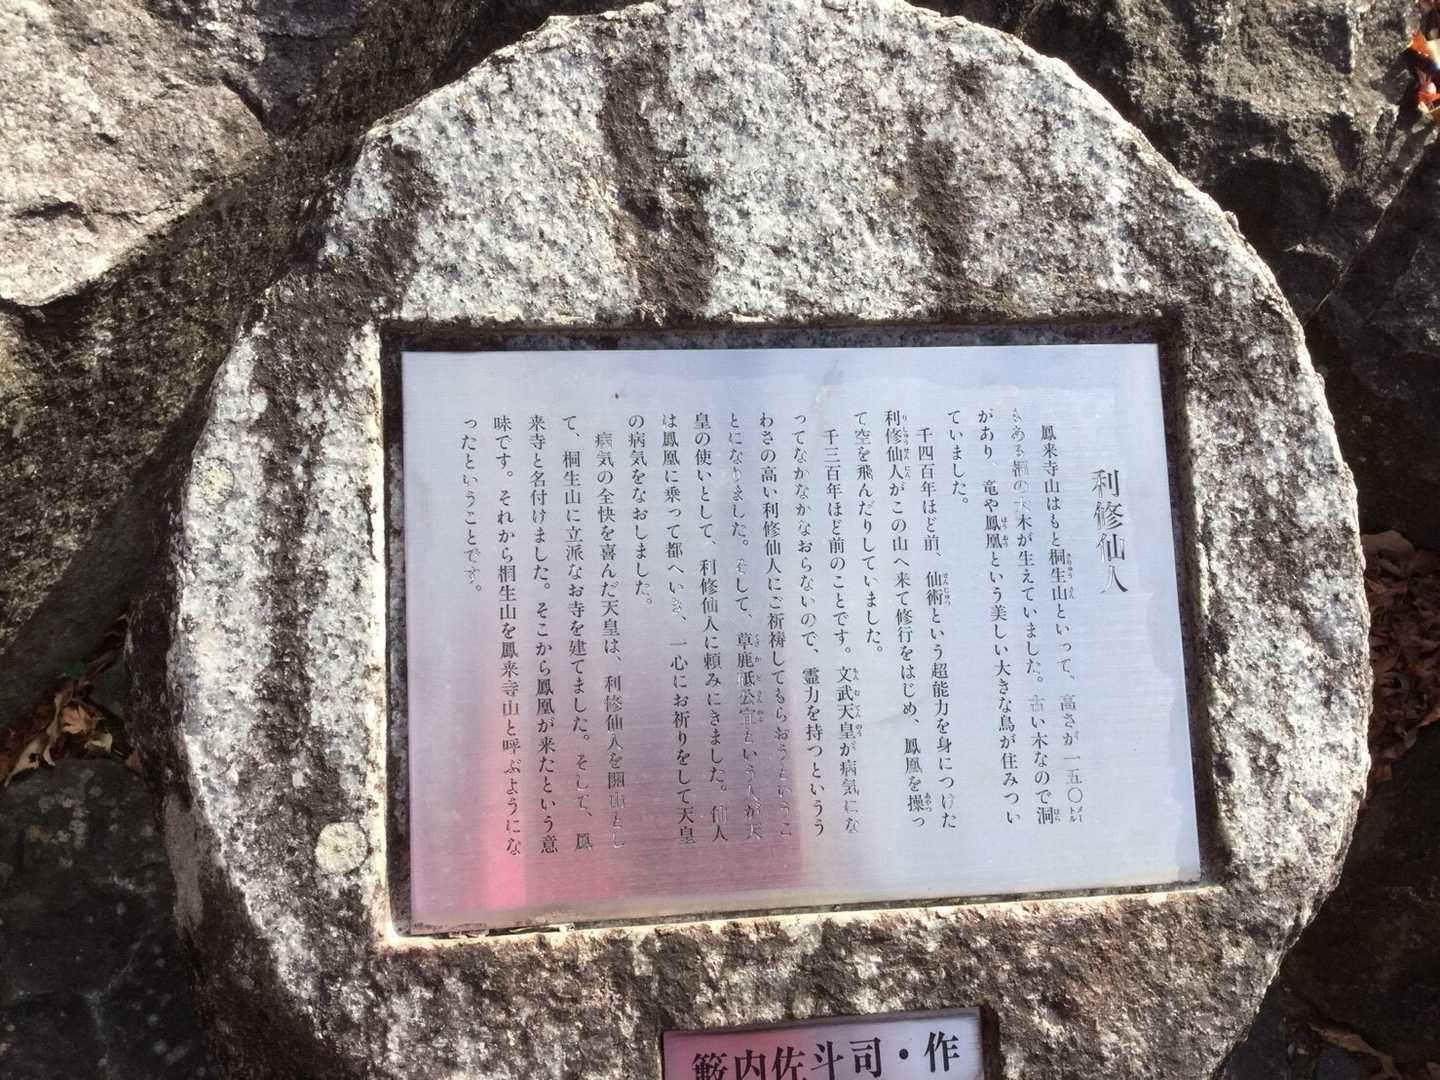 利修仙人
鳳来寺山はもと桐生山といって、高さが一五〇メートル
きある桐の大木が生えていました。古い木なので洞
があり、竜や鳳凰という美しい大きな鳥が住みつい
ていました。
千四百年ほど前、仙術という超能力を身につけた
利修仙人がこの山へ来て修行をはじめ、鳳凰を操っ
て空を飛んだりしていました。
千三百年ほど前のことです。文武天皇が病気にな
ってなかなかなおらないので、霊力を持つというう
わさの高い利修仙人にご祈祷してもらおうというこ
とになりました。そして、草鹿砥公宣という人が天
皇の使いとして、利修仙人に頼みにきました。仙人
は鳳凰に乗って都へいき、一心にお祈りをして天皇
の病気をなおしました。
病気の全快を喜んだ天皇は、利修仙人を開山とし
て、桐生山に立派なお寺を建てました。そして、鳳
来寺と名付けました。そこから鳳凰が来たという意
味です。それから桐生山を鳳来寺山と呼ぶようにな
ったということです。
籔内佐斗司・作